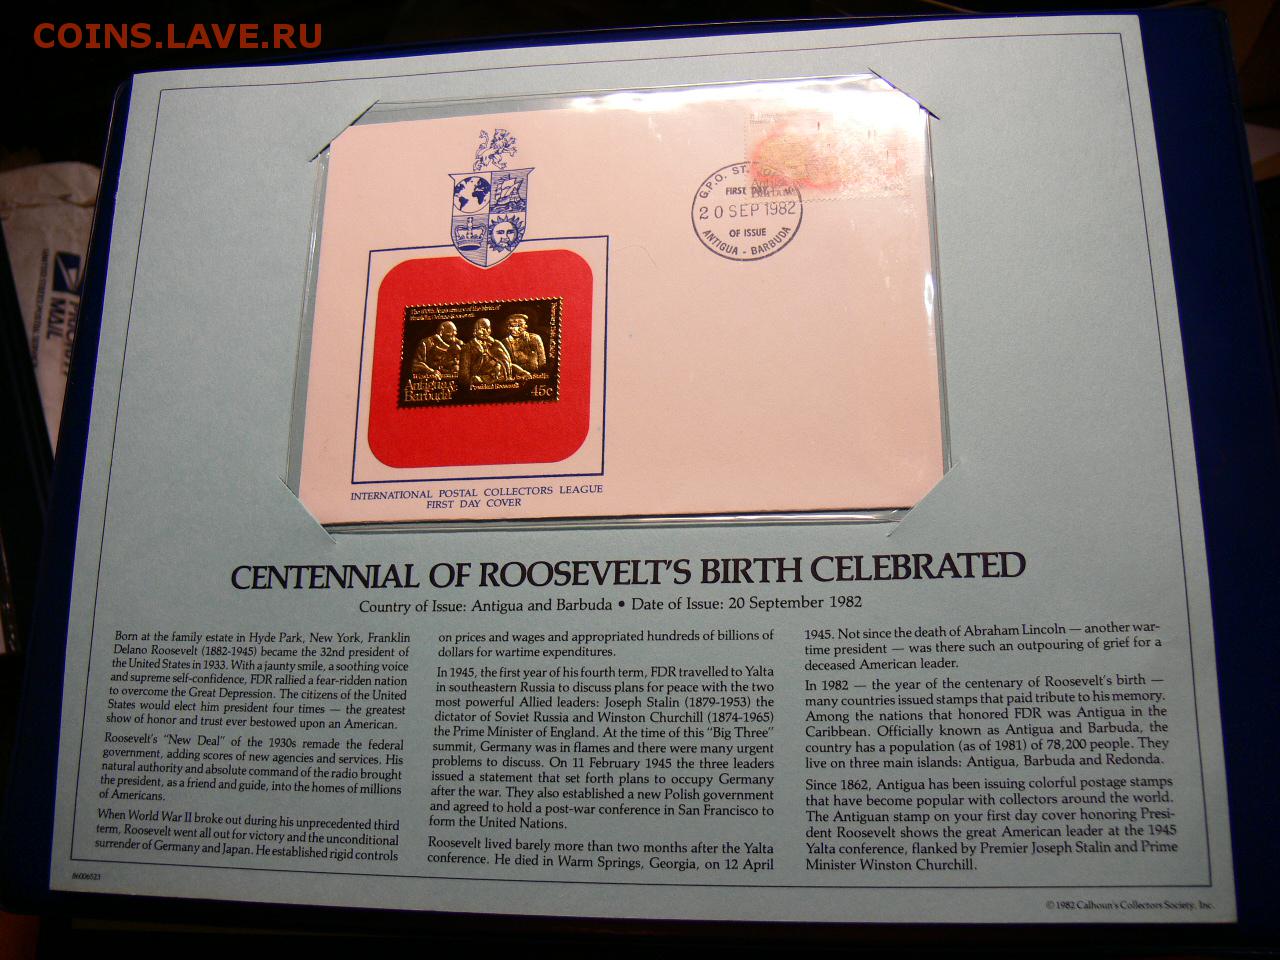 COINS.LAVE.RU
PRIORITY
MAIL
UNITED STATES POSTAL SERVICE
G.P.O. ST.
FIRST DAY
20 SEP 1982
OF ISSUE
ANTIGUA - BARBUDA
The 100th Anniversary of the Birth of
Franklin Delano Roosevelt
President Roosevelt
Joseph Stalin
Antigua &
Barbuda
45c
INTERNATIONAL POSTAL COLLECTORS LEAGUE
FIRST DAY COVER
CENTENNIAL OF ROOSEVELT'S BIRTH CELEBRATED
Country of Issue: Antigua and Barbuda • Date of Issue: 20 September 1982
Born at the family estate in Hyde Park, New York, Franklin
Delano Roosevelt (1882-1945) became the 32nd president of
the United States in 1933. With a jaunty smile, a soothing voice
and supreme self-confidence, FDR rallied a fear-ridden nation
to overcome the Great Depression. The citizens of the United
States would elect him president four times — the greatest
show of honor and trust ever bestowed upon an American.
Roosevelt's "New Deal" of the 1930s remade the federal
government, adding scores of new agencies and services. His
natural authority and absolute command of the radio brought
the president, as a friend and guide, into the homes of millions
of Americans.
When World War II broke out during his unprecedented third
term, Roosevelt went all out for victory and the unconditional
surrender of Germany and Japan. He established rigid controls
on prices and wages and appropriated hundreds of billions of
dollars for wartime expenditures.
In 1945, the first year of his fourth term, FDR travelled to Yalta
in southeastern Russia to discuss plans for peace with the two
most powerful Allied leaders: Joseph Stalin (1879-1953) the
dictator of Soviet Russia and Winston Churchill (1874-1965)
the Prime Minister of England. At the time of this "Big Three"
summit, Germany was in flames and there were many urgent
problems to discuss. On 11 February 1945 the three leaders
issued a statement that set forth plans to occupy Germany
after the war. They also established a new Polish government
and agreed to hold a post-war conference in San Francisco to
form the United Nations.
Roosevelt lived barely more than two months after the Yalta
conference. He died in Warm Springs, Georgia, on 12 April
1945. Not since the death of Abraham Lincoln — another war-
time president — was there such an outpouring of grief for a
deceased American leader.
In 1982 — the year of the centenary of Roosevelt's birth —
many countries issued stamps that paid tribute to his memory.
Among the nations that honored FDR was Antigua in the
Caribbean. Officially known as Antigua and Barbuda, the
country has a population (as of 1981) of 78,200 people. They
live on three main islands: Antigua, Barbuda and Redonda.
Since 1862, Antigua has been issuing colorful postage stamps
that have become popular with collectors around the world.
The Antiguan stamp on your first day cover honoring Presi-
dent Roosevelt shows the great American leader at the 1945
Yalta conference, flanked by Premier Joseph Stalin and Prime
Minister Winston Churchill.
86006523
© 1982 Calhoun's Collectors Society, Inc.